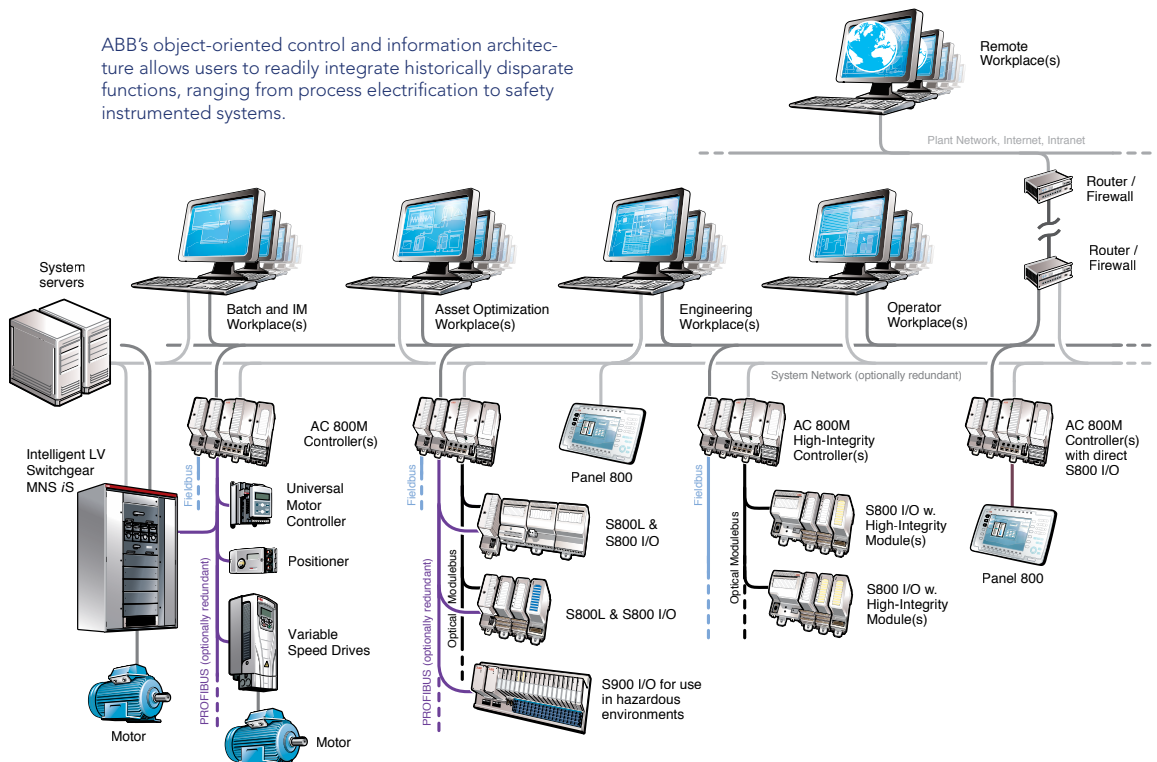 ABB's object-oriented control and information architec-
ture allows users to readily integrate historically disparate
functions, ranging from process electrification to safety
instrumented systems.
Remote
Workplace(s)
Plant Network, Internet, Intranet
Router /
Firewall
Router /
Firewall
System
servers
Batch and IM
Workplace(s)
Asset Optimization
Workplace(s)
Engineering
Workplace(s)
Operator
Workplace(s)
System Network (optionally redundant)
Intelligent LV
Switchgear
MNS iS
AC 800M
Controller(s)
Panel 800
AC 800M
High-Integrity
Controller(s)
AC 800M
Controller(s)
with direct
S800 I/O
Fieldbus
Universal
Motor
Controller
Positioner
Variable
Speed Drives
PROFIBUS (optionally redundant)
Motor
Motor
Fieldbus
PROFIBUS (optionally redundant)
Optical Modulebus
S800L &
S800 I/O
S800L & S800 I/O
S900 I/O for use
in hazardous
environments
Fieldbus
Optical Modulebus
S800 I/O w.
High-Integrity
Module(s)
S800 I/O w.
High-Integrity
Module(s)
Panel 800